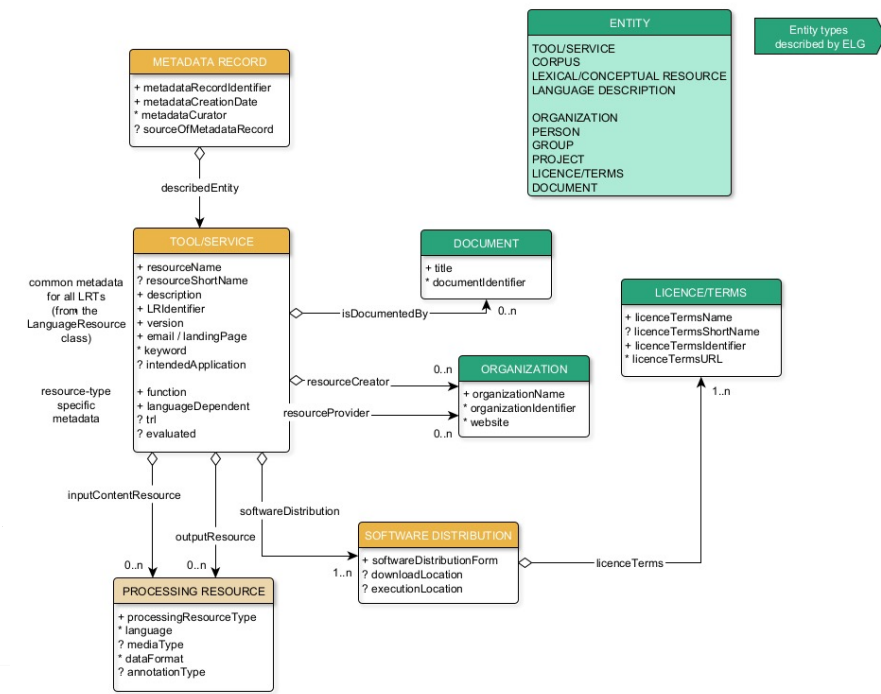 ENTITY
TOOL/SERVICE
CORPUS
LEXICAL/CONCEPTUAL RESOURCE
LANGUAGE DESCRIPTION
ORGANIZATION
PERSON
GROUP
PROJECT
LICENCE/TERMS
DOCUMENT
Entity types
described by ELG
METADATA RECORD
+ metadataRecordIdentifier
+ metadataCreationDate
* metadataCurator
? sourceOfMetadataRecord
describedEntity
common metadata
for all LRTs
(from the
LanguageResource
class)
resource-type
specific
metadata
TOOL/SERVICE
+ resourceName
? resourceShortName
+ description
+ LRIdentifier
+ version
+ email / landingPage
* keyword
? intendedApplication
+ function
+ languageDependent
? trl
? evaluated
DOCUMENT
+ title
* documentIdentifier
isDocumentedBy
0..n
LICENCE/TERMS
+ licenceTermsName
? licenceTermsShortName
+ licenceTermsIdentifier
* licenceTermsURL
1..n
resourceCreator
0..n
resourceProvider
0..n
ORGANIZATION
+ organizationName
* organizationIdentifier
* website
inputContentResource
0..n
outputResource
0..n
softwareDistribution
1..n
SOFTWARE DISTRIBUTION
+ softwareDistributionForm
? downloadLocation
? executionLocation
licenceTerms
PROCESSING RESOURCE
+ processingResourceType
* language
? mediaType
* dataFormat
? annotationType